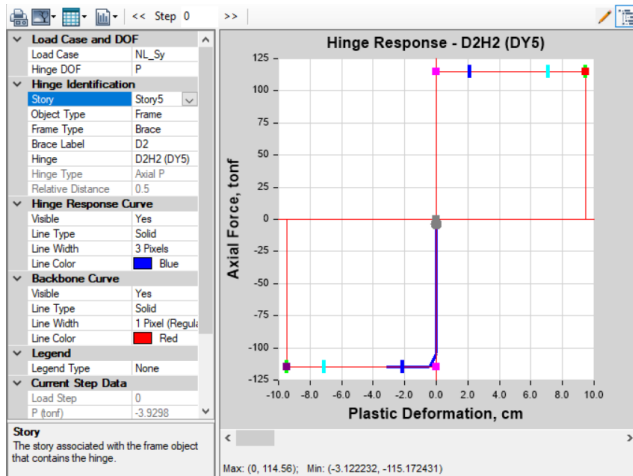 << Step 0 >>
Load Case and DOF
Load Case NL_Sy
Hinge DOF P
Hinge Identification
Story Story5
Object Type Frame
Frame Type Brace
Brace Label D2
Hinge D2H2 (DY5)
Hinge Type Axial P
Relative Distance 0.5
Hinge Response Curve
Visible Yes
Line Type Solid
Line Width 3 Pixels
Line Color Blue
Backbone Curve
Visible Yes
Line Type Solid
Line Width 1 Pixel (Regula
Line Color Red
Legend
Legend Type None
Current Step Data
Load Step 0
P (tonf) -3.9298
Story
The story associated with the frame object
that contains the hinge.
Hinge Response - D2H2 (DY5)
Axial Force, tonf
125
100
75
50
25
0
-25
-50
-75
-100
-125
-10.0 -8.0 -6.0 -4.0 -2.0 0.0 2.0 4.0 6.0 8.0 10.0
Plastic Deformation, cm
Max: (0, 114.56); Min: (-3.122232, -115.172431)